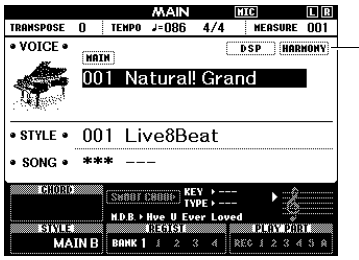 MAIN MIC L R
TRANSPOSE 0 TEMPO ♩=086 4/4 MEASURE 001
• VOICE • DSP HARMONY
MAIN
001 Natural! Grand
• STYLE • 001 Live8Beat
• SONG • *** ---
CHORD SMART CHORD KEY ▸ ---
TYPE ▸ ---
M.D.B. ▸ Hve U Ever Loved
STYLE REGIST PLAY PART
MAIN B BANK 1 1 2 3 4 REC 1 2 3 4 5 A